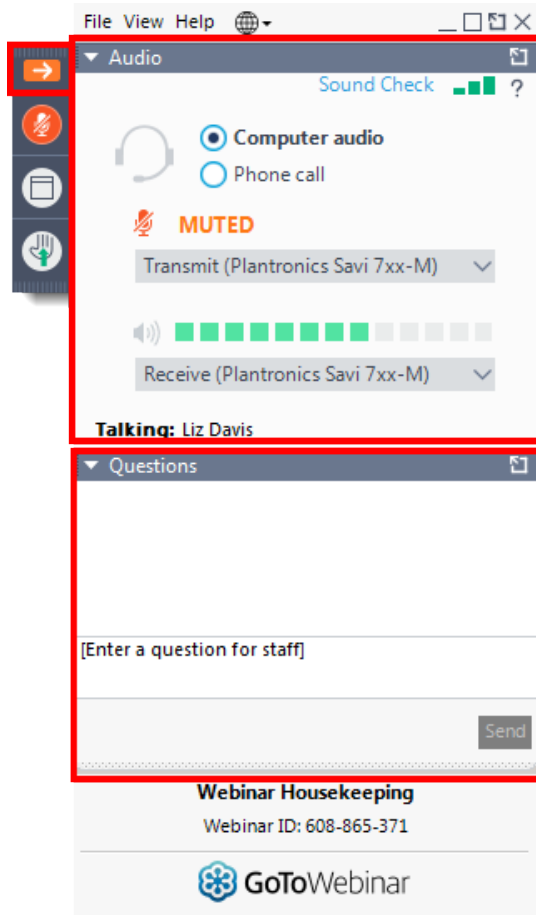 File View Help
Audio
Sound Check ?
Computer audio
Phone call
MUTED
Transmit (Plantronics Savi 7xx-M)
Receive (Plantronics Savi 7xx-M)
Talking: Liz Davis
Questions
[Enter a question for staff]
Send
Webinar Housekeeping
Webinar ID: 608-865-371
GoToWebinar